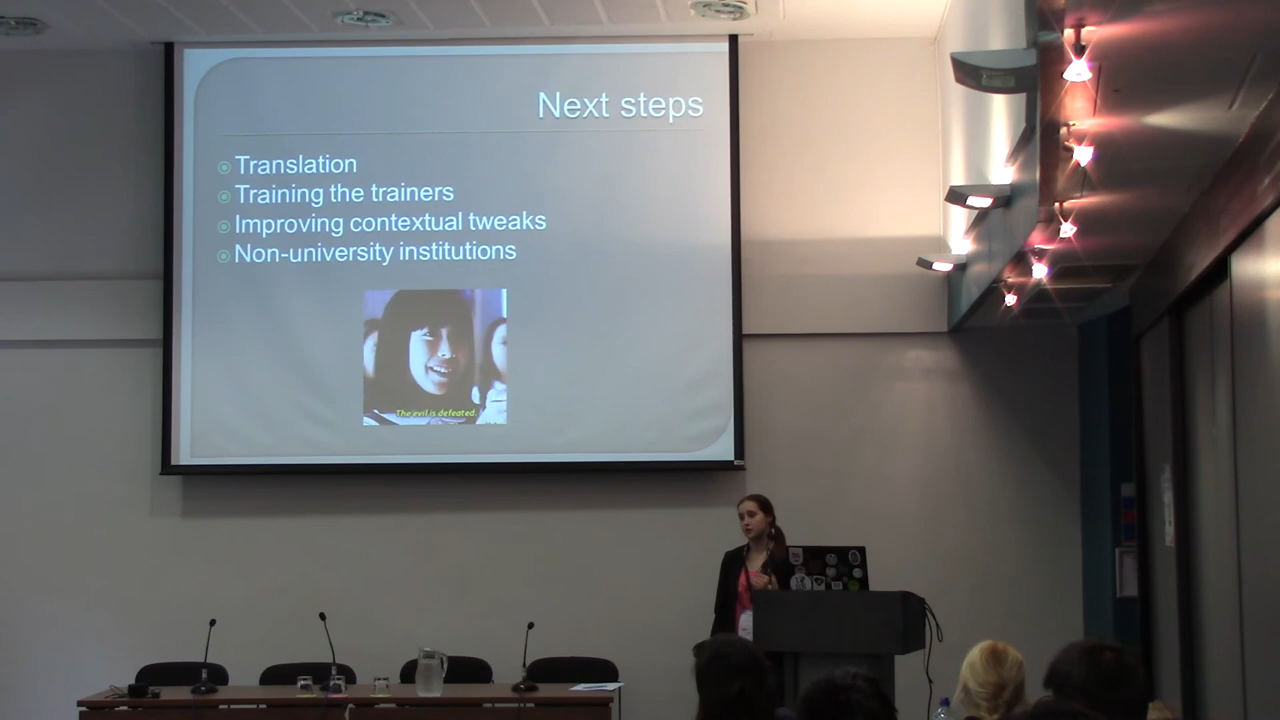 Next steps
Translation
Training the trainers
Improving contextual tweaks
Non-university institutions
The evil is defeated.